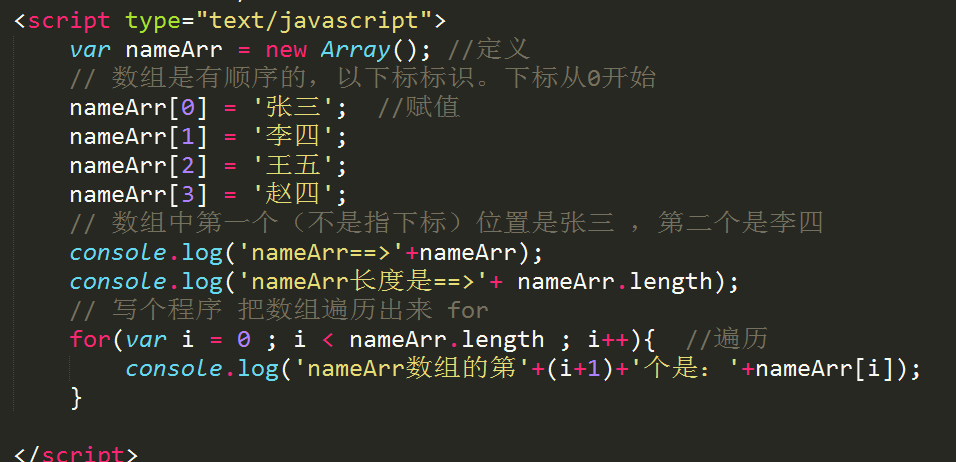 <script type="text/javascript">
var nameArr = new Array(); //定义
// 数组是有顺序的，以下标标识。下标从0开始
nameArr[0] = '张三';  //赋值
nameArr[1] = '李四';
nameArr[2] = '王五';
nameArr[3] = '赵四';
// 数组中第一个（不是指下标）位置是张三 ，第二个是李四
console.log('nameArr==>'+nameArr);
console.log('nameArr长度是==>'+ nameArr.length);
// 写个程序 把数组遍历出来 for
for(var i = 0 ; i < nameArr.length ; i++){  //遍历
console.log('nameArr数组的第'+(i+1)+'个是：'+nameArr[i]);
}
</script>